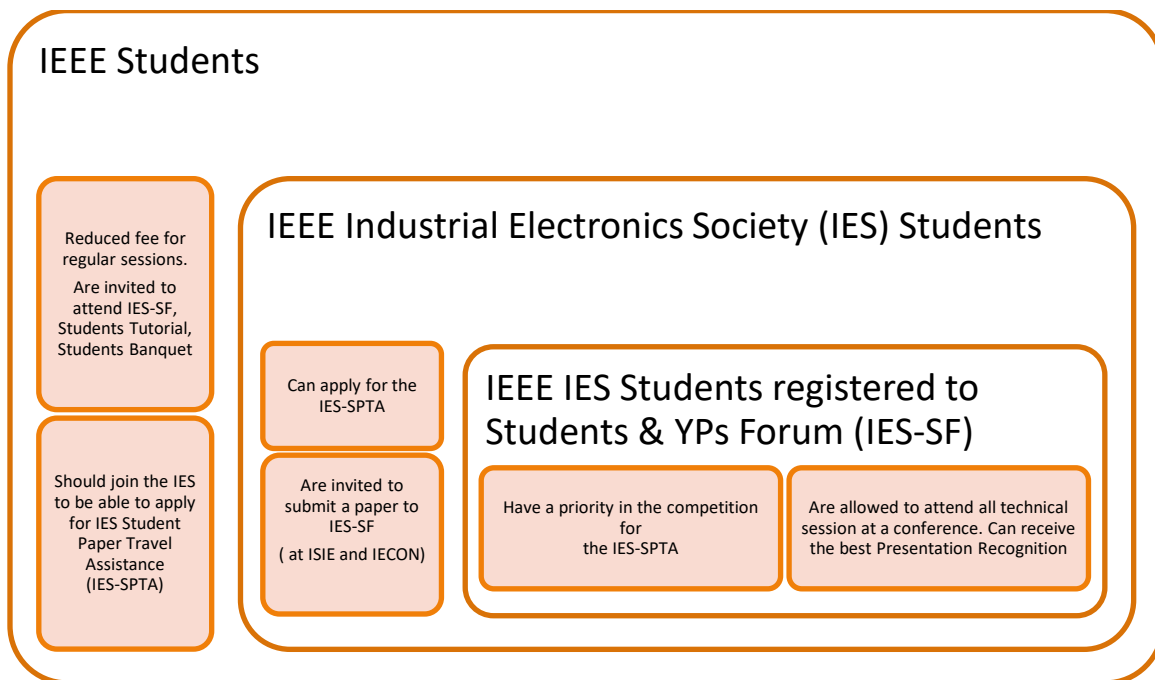 IEEE Students
Reduced fee for
regular sessions.
Are invited to
attend IES-SF,
Students Tutorial,
Students Banquet
Should join the IES
to be able to apply
for IES Student
Paper Travel
Assistance
(IES-SPTA)
IEEE Industrial Electronics Society (IES) Students
Can apply for the
IES-SPTA
Are invited to
submit a paper to
IES-SF
( at ISIE and IECON)
IEEE IES Students registered to
Students & YPs Forum (IES-SF)
Have a priority in the competition
for
the IES-SPTA
Are allowed to attend all technical
session at a conference. Can receive
the best Presentation Recognition